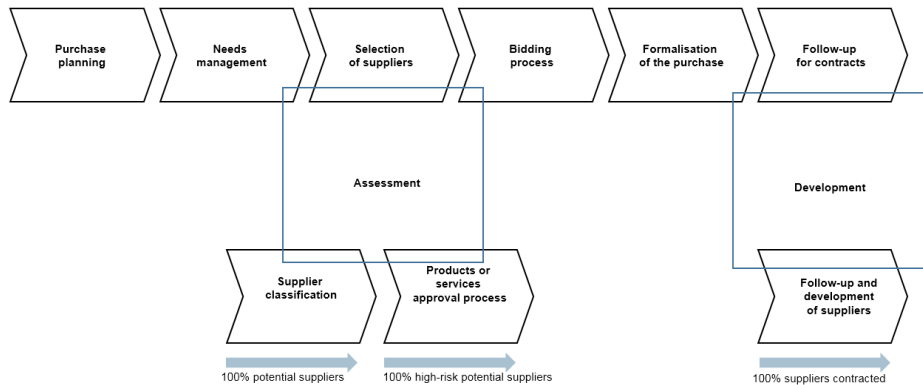 Purchase
planning
Needs
management
Selection
of suppliers
Bidding
process
Formalisation
of the purchase
Follow-up
for contracts
Assessment
Development
Supplier
classification
Products or
services
approval process
Follow-up and
development
of suppliers
100% potential suppliers
100% high-risk potential suppliers
100% suppliers contracted